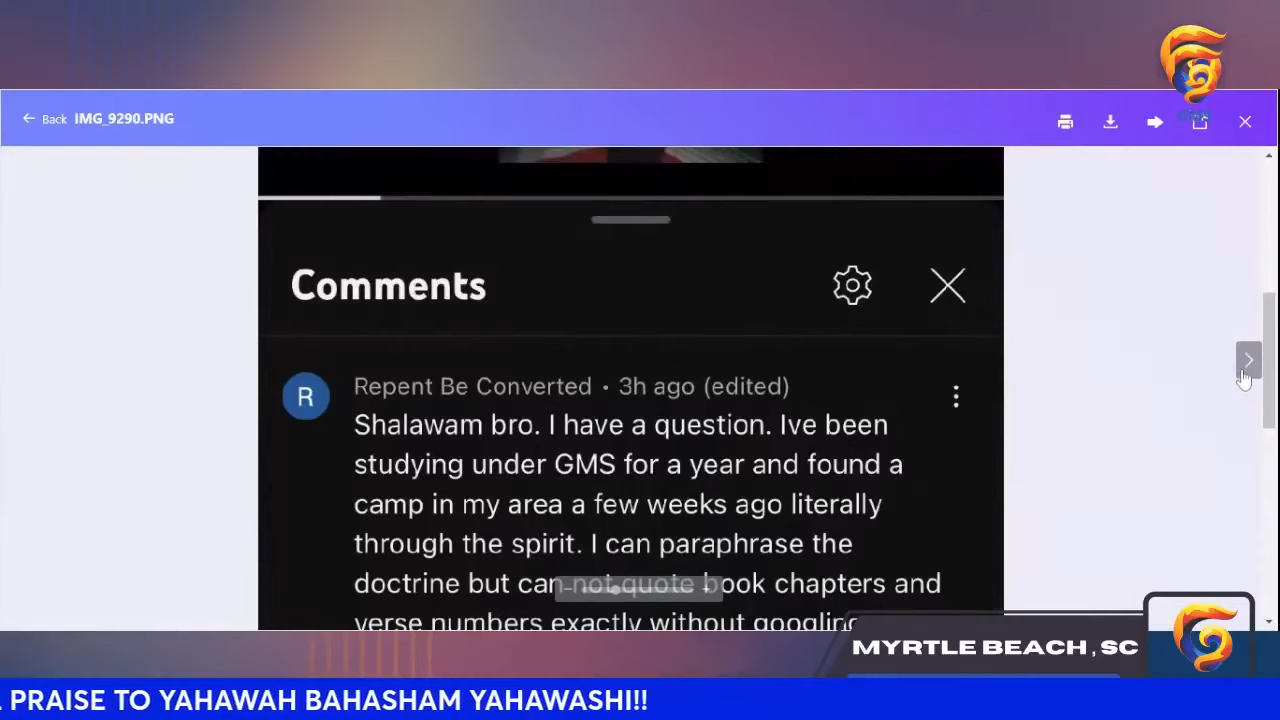 Back IMG_9290.PNG
Comments
R
Repent Be Converted • 3h ago (edited)
Shalawam bro. I have a question. Ive been
studying under GMS for a year and found a
camp in my area a few weeks ago literally
through the spirit. I can paraphrase the
doctrine but can not quote book chapters and
verse numbers exactly without googling
MYRTLE BEACH , SC
PRAISE TO YAHAWAH BAHASHAM YAHAWASHI!!